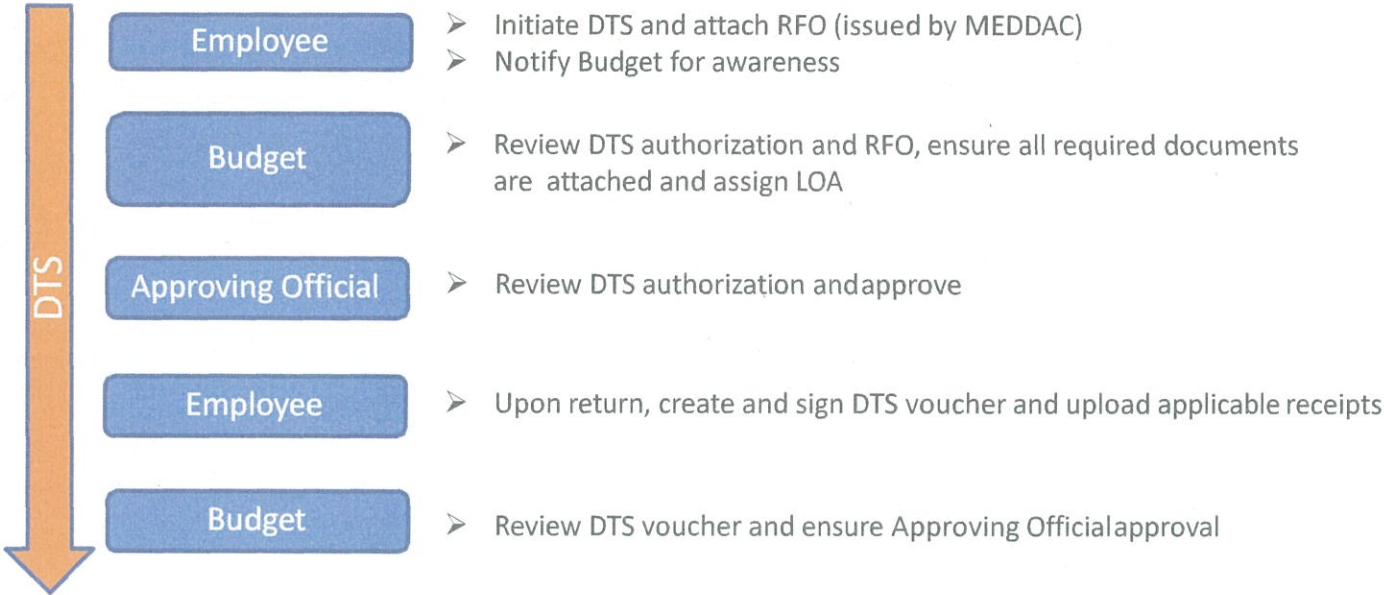 DTS
Employee
➢ Initiate DTS and attach RFO (issued by MEDDAC)
➢ Notify Budget for awareness
Budget
➢ Review DTS authorization and RFO, ensure all required documents
are attached and assign LOA
Approving Official
➢ Review DTS authorization andapprove
Employee
➢ Upon return, create and sign DTS voucher and upload applicable receipts
Budget
➢ Review DTS voucher and ensure Approving Officialapproval